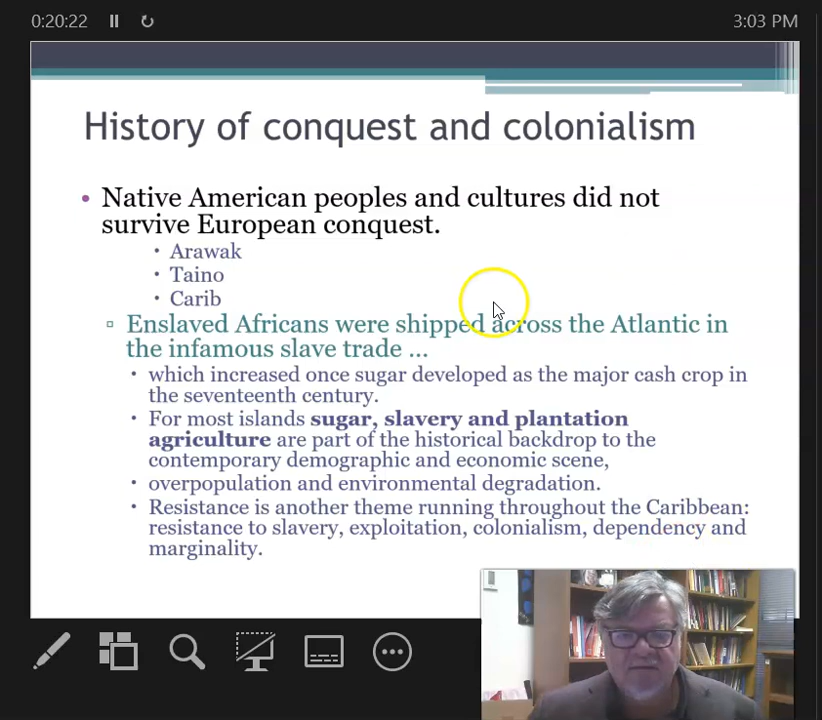 0:20:22
3:03 PM
History of conquest and colonialism
• Native American peoples and cultures did not
survive European conquest.
• Arawak
• Taino
• Carib
▫ Enslaved Africans were shipped across the Atlantic in
the infamous slave trade ...
• which increased once sugar developed as the major cash crop in
the seventeenth century.
• For most islands sugar, slavery and plantation
agriculture are part of the historical backdrop to the
contemporary demographic and economic scene,
• overpopulation and environmental degradation.
• Resistance is another theme running throughout the Caribbean:
resistance to slavery, exploitation, colonialism, dependency and
marginality.